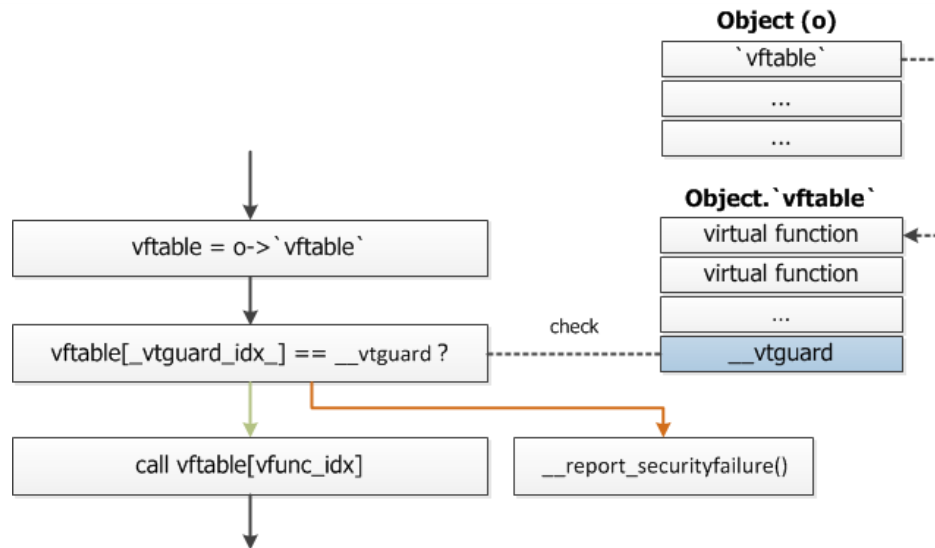 Object (o)
`vftable`
...
...
Object.`vftable`
virtual function
virtual function
...
__vtguard
vftable = o->`vftable`
check
vftable[_vtguard_idx_] == __vtguard ?
call vftable[vfunc_idx]
__report_securityfailure()